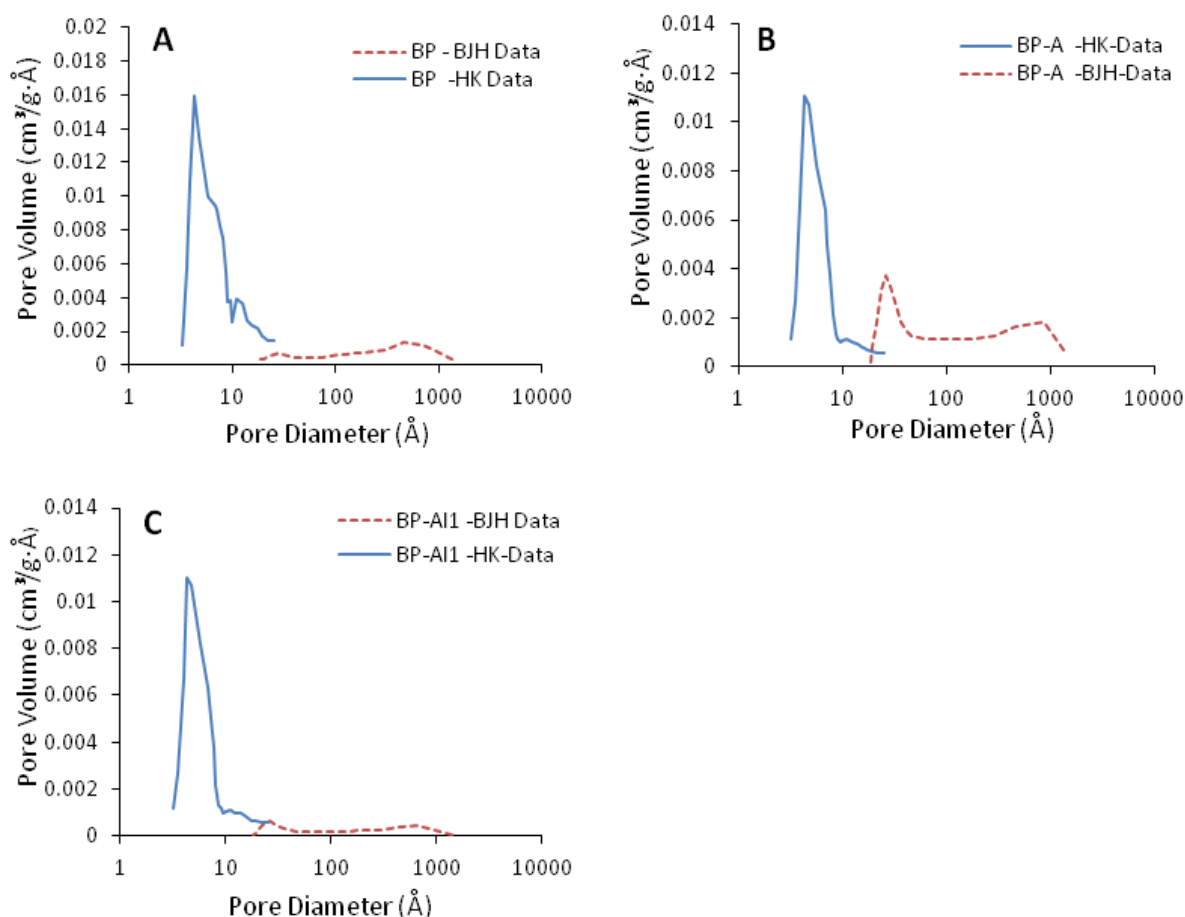 A
BP - BJH Data
BP -HK Data
Pore Volume (cm³/g·Å)
0.02
0.018
0.016
0.014
0.012
0.01
0.008
0.006
0.004
0.002
0
1 10 100 1000 10000
Pore Diameter (Å)
B
BP-A -HK-Data
BP-A -BJH-Data
Pore Volume (cm³/g·Å)
0.014
0.012
0.01
0.008
0.006
0.004
0.002
0
1 10 100 1000 10000
Pore Diameter (Å)
C
BP-AI1 -BJH Data
BP-AI1 -HK-Data
Pore Volume (cm³/g·Å)
0.014
0.012
0.01
0.008
0.006
0.004
0.002
0
1 10 100 1000 10000
Pore Diameter (Å)